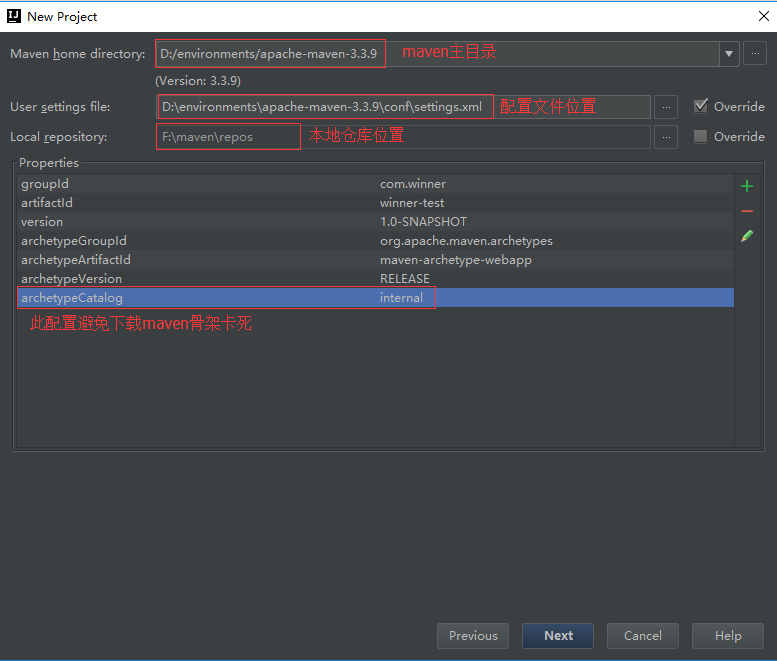 New Project
Maven home directory: D:/environments/apache-maven-3.3.9 maven主目录
(Version: 3.3.9)
User settings file: D:\environments\apache-maven-3.3.9\conf\settings.xml 配置文件位置 Override
Local repository: F:\maven\repos 本地仓库位置 Override
Properties
groupId com.winner
artifactId winner-test
version 1.0-SNAPSHOT
archetypeGroupId org.apache.maven.archetypes
archetypeArtifactId maven-archetype-webapp
archetypeVersion RELEASE
archetypeCatalog internal
此配置避免下载maven骨架卡死
Previous Next Cancel Help